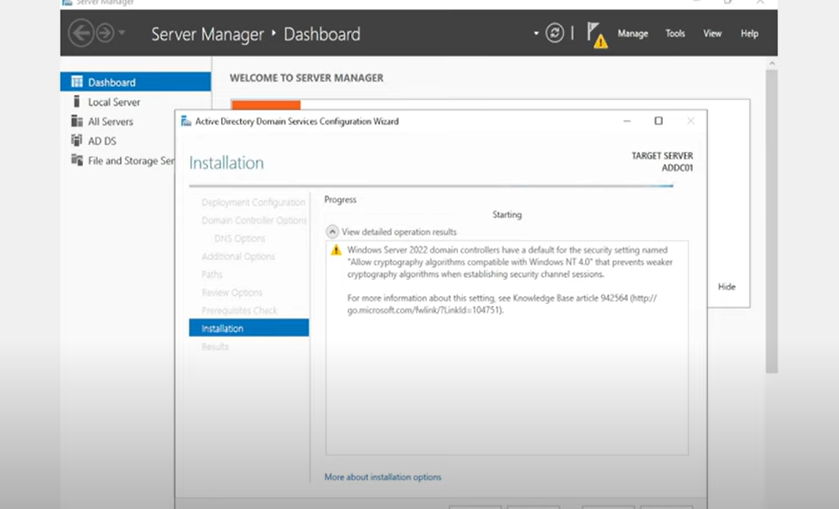 Server Manager
Server Manager ‣ Dashboard
Manage Tools View Help
Dashboard
Local Server
All Servers
AD DS
File and Storage Ser
WELCOME TO SERVER MANAGER
Active Directory Domain Services Configuration Wizard
Installation
TARGET SERVER
ADDC01
Deployment Configuration
Domain Controller Options
DNS Options
Additional Options
Paths
Review Options
Prerequisites Check
Installation
Results
Progress
Starting
View detailed operation results
Windows Server 2022 domain controllers have a default for the security setting named
"Allow cryptography algorithms compatible with Windows NT 4.0" that prevents weaker
cryptography algorithms when establishing security channel sessions.
For more information about this setting, see Knowledge Base article 942564 (http://
go.microsoft.com/fwlink/?LinkId=104751).
More about installation options
Hide